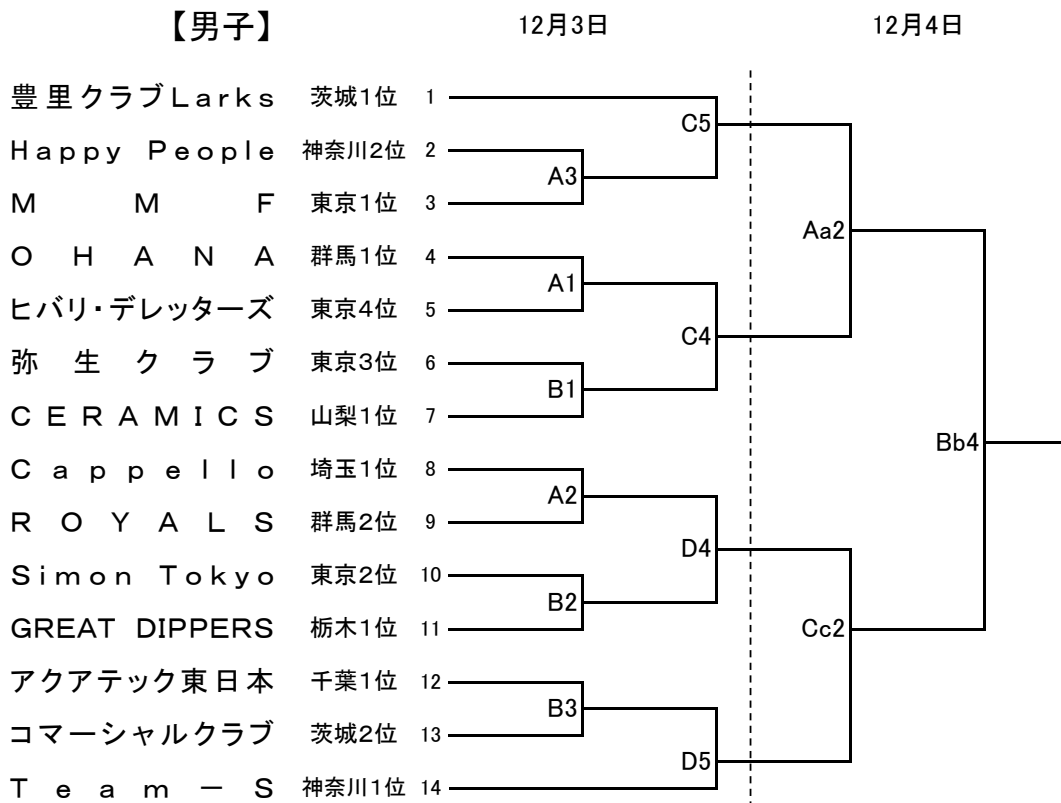 【男子】 12月3日 12月4日
豊里クラブLarks 茨城1位 1
C5
Happy People 神奈川2位 2
A3
M M F 東京1位 3
Aa2
O H A N A 群馬1位 4
A1
ヒバリ・デレッターズ 東京4位 5
C4
弥生クラブ 東京3位 6
B1
CERAMICS 山梨1位 7
Bb4
Cappello 埼玉1位 8
A2
ROYALS 群馬2位 9
D4
Simon Tokyo 東京2位 10
B2
GREAT DIPPERS 栃木1位 11
Cc2
アクアテック東日本 千葉1位 12
B3
コマーシャルクラブ 茨城2位 13
D5
Team－S 神奈川1位 14